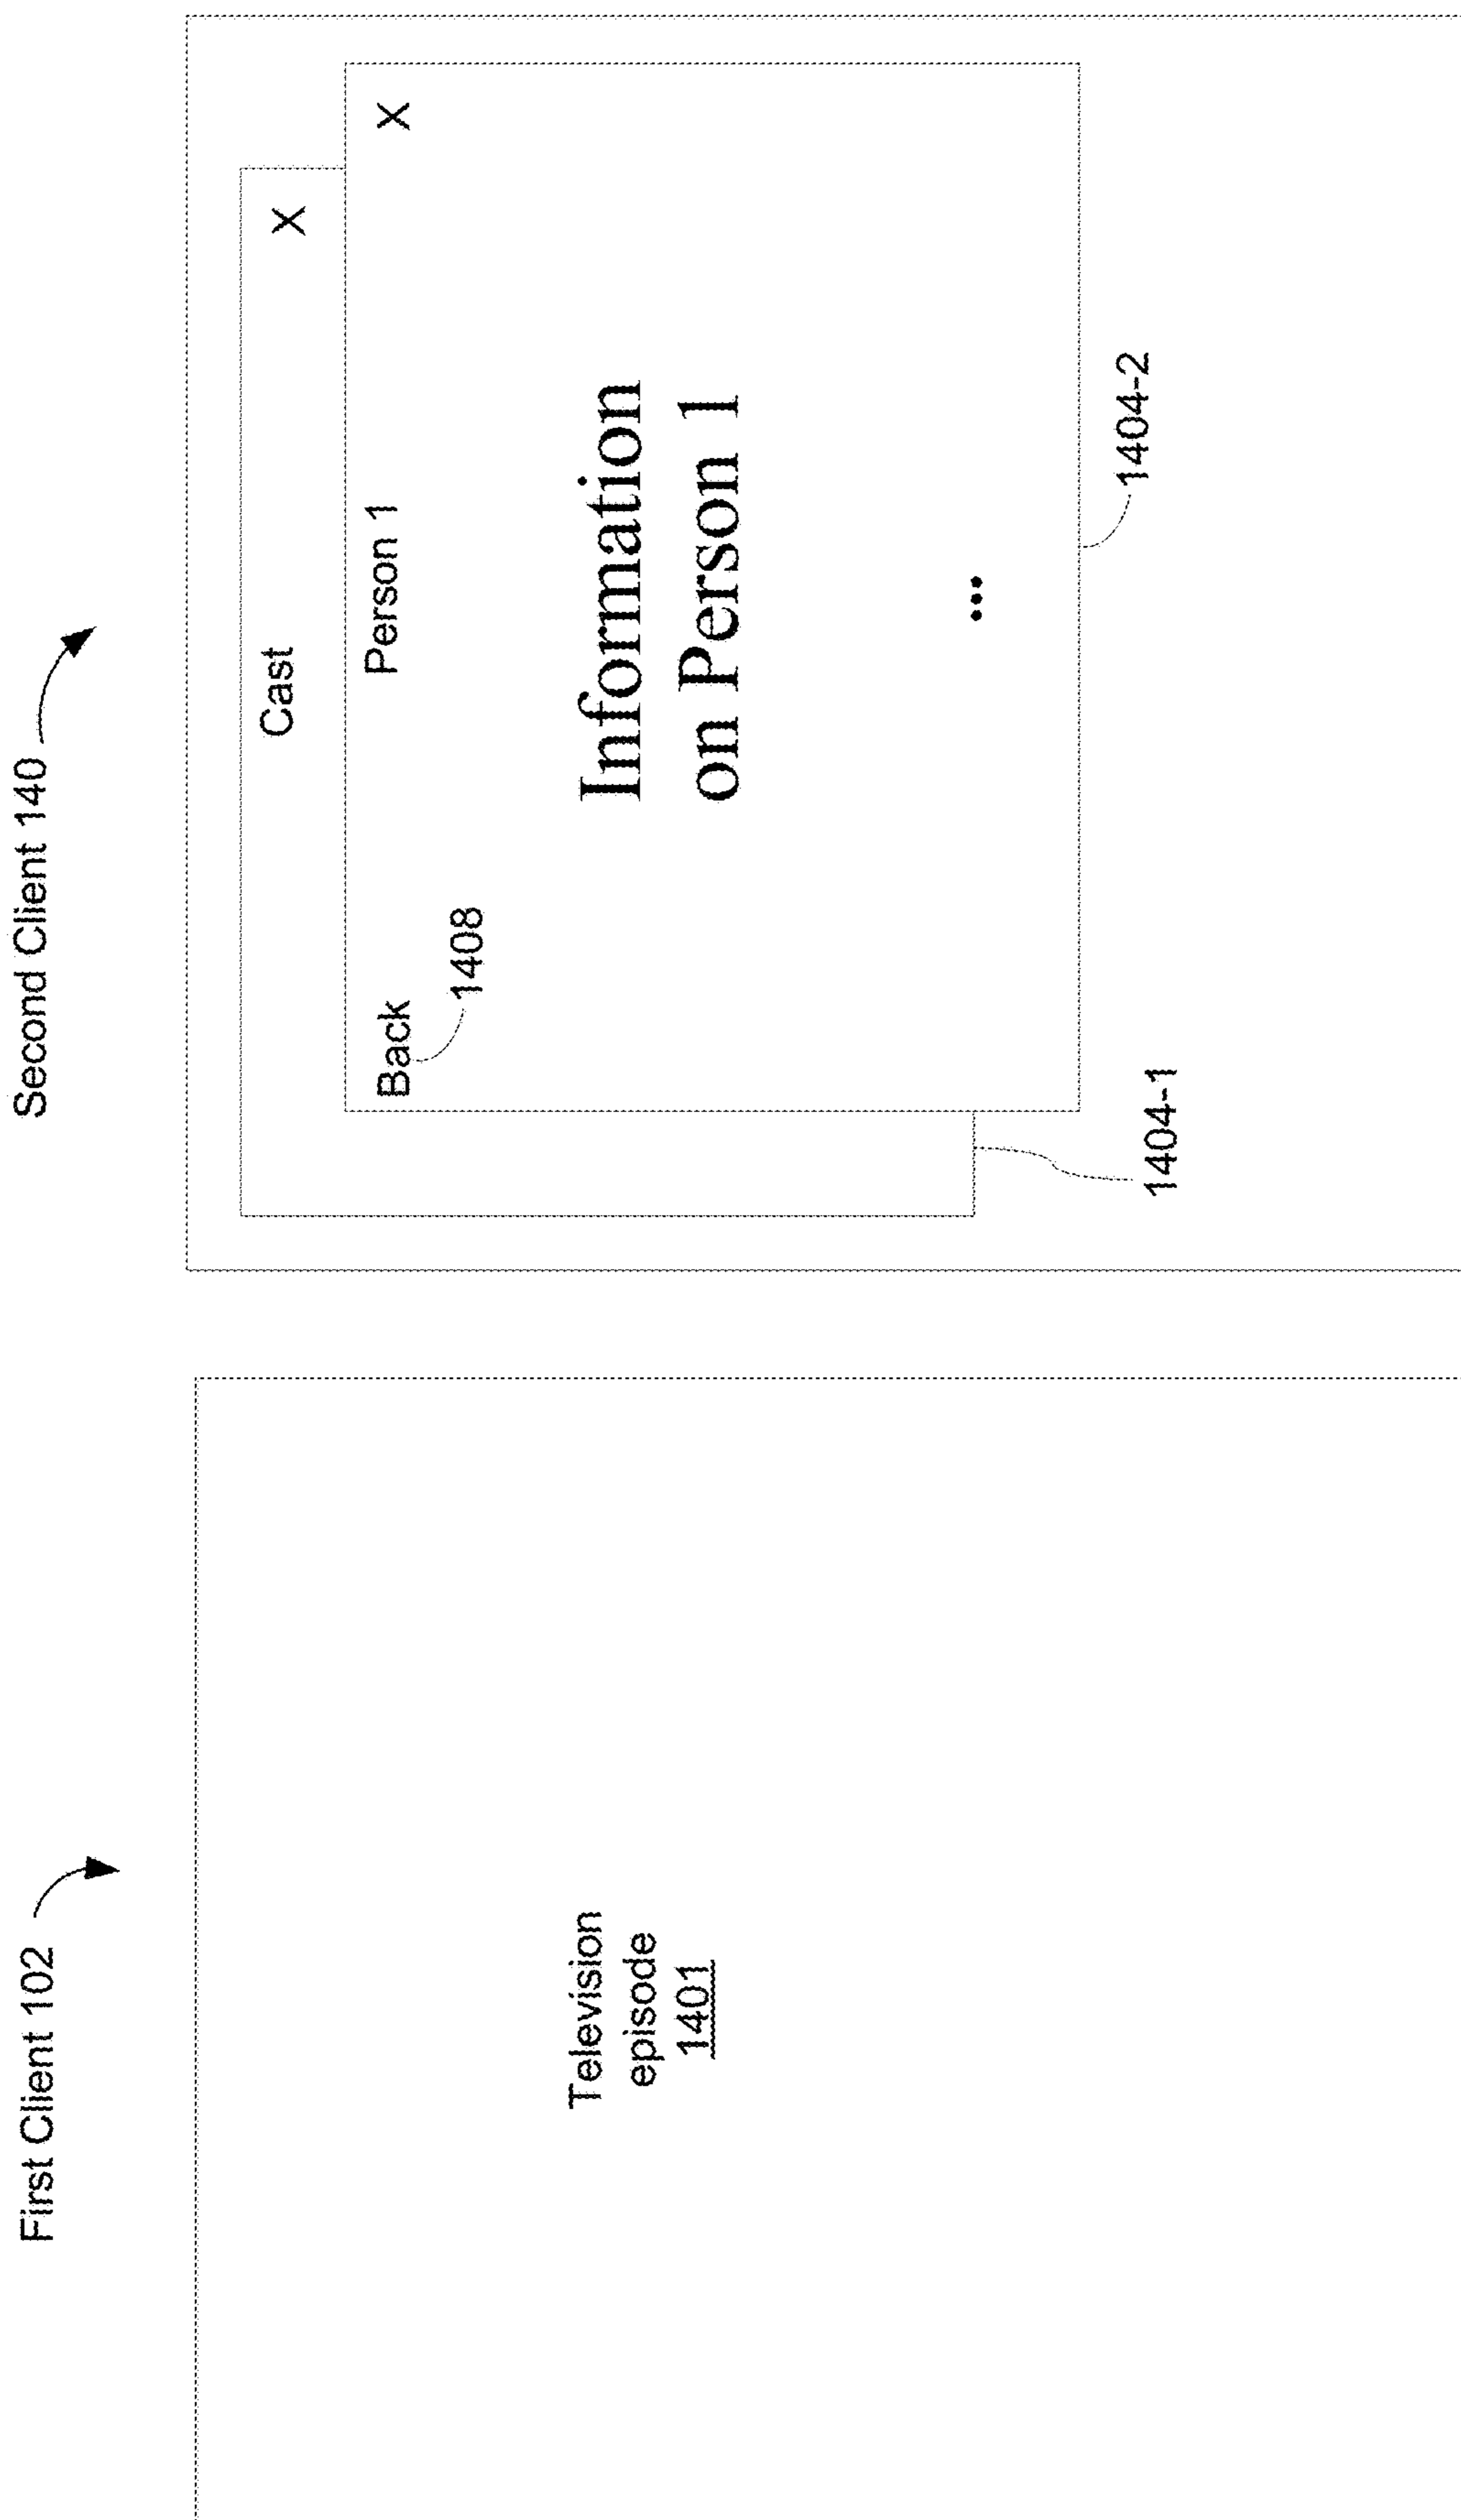 First Client 102
Television
episode
1401
Second Client 140
Cast
X
Back
Person 1
X
1408
Information
on Person 1
...
1404-1
1404-2